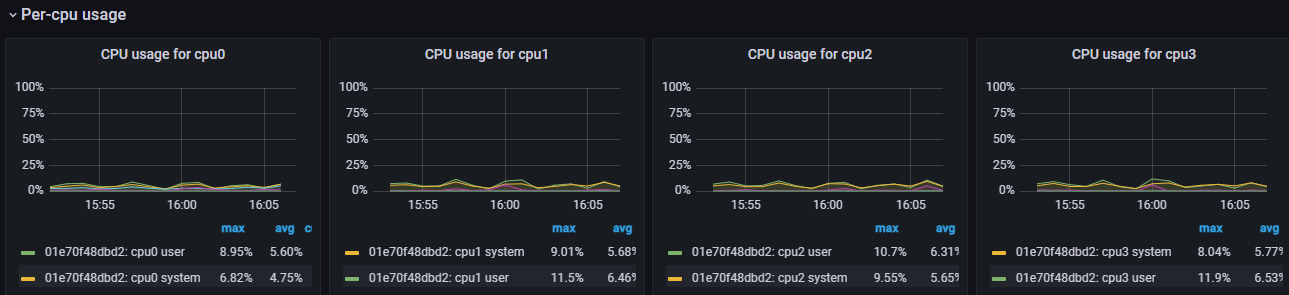 Per-cpu usage
CPU usage for cpu0
100%
75%
50%
25%
0%
15:55 16:00 16:05
max avg
01e70f48dbd2: cpu0 user 8.95% 5.60%
01e70f48dbd2: cpu0 system 6.82% 4.75%
CPU usage for cpu1
100%
75%
50%
25%
0%
15:55 16:00 16:05
max avg
01e70f48dbd2: cpu1 system 9.01% 5.68%
01e70f48dbd2: cpu1 user 11.5% 6.46%
CPU usage for cpu2
100%
75%
50%
25%
0%
15:55 16:00 16:05
max avg
01e70f48dbd2: cpu2 user 10.7% 6.31%
01e70f48dbd2: cpu2 system 9.55% 5.65%
CPU usage for cpu3
100%
75%
50%
25%
0%
15:55 16:00 16:05
max avg
01e70f48dbd2: cpu3 system 8.04% 5.77%
01e70f48dbd2: cpu3 user 11.9% 6.53%